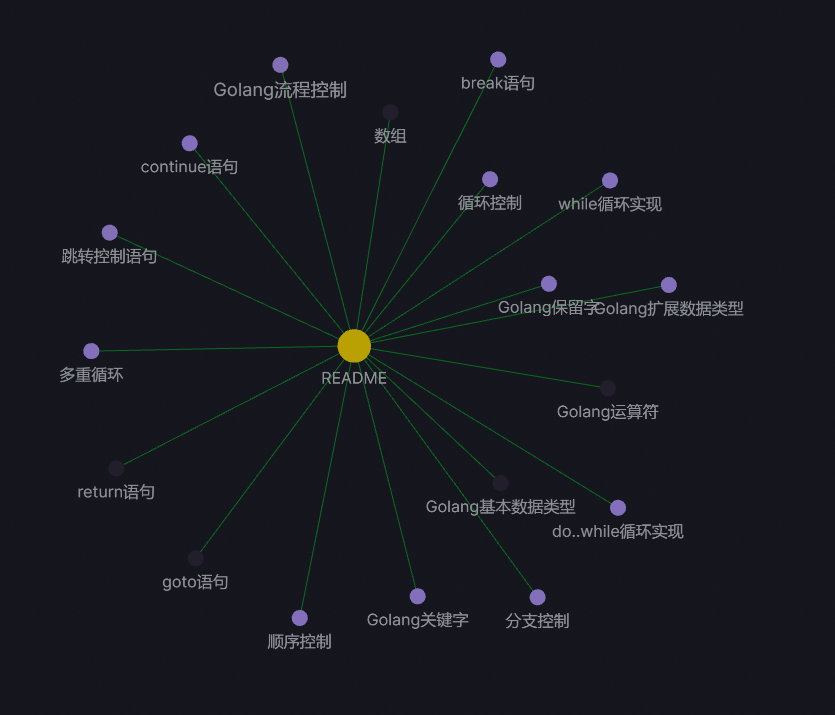 break语句
Golang流程控制
数组
continue语句
循环控制
while循环实现
跳转控制语句
Golang保留字
Golang扩展数据类型
多重循环
README
Golang运算符
return语句
Golang基本数据类型
do..while循环实现
goto语句
Golang关键字
分支控制
顺序控制